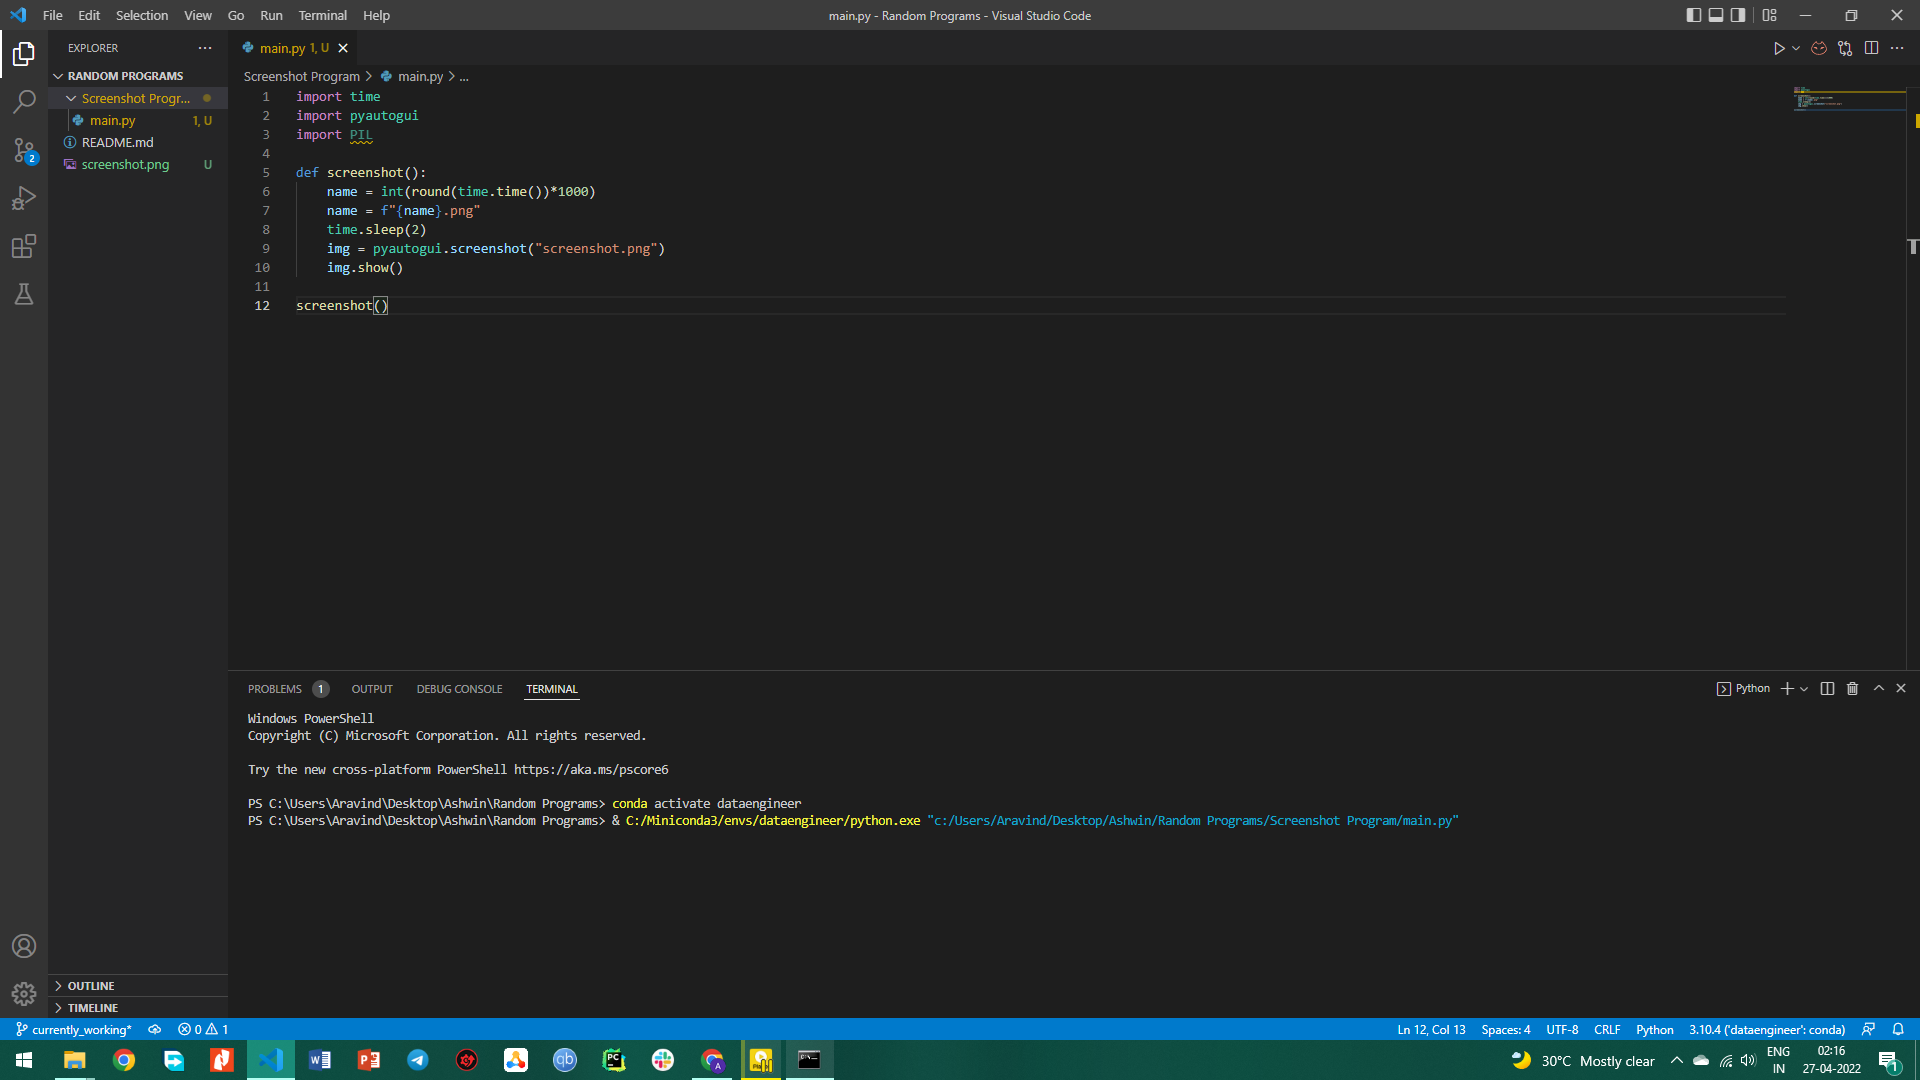 File Edit Selection View Go Run Terminal Help
main.py - Random Programs - Visual Studio Code
EXPLORER
RANDOM PROGRAMS
Screenshot Progr...
main.py 1, U
README.md
screenshot.png U
OUTLINE
TIMELINE
2
main.py 1, U
Screenshot Program > main.py > ...
1 import time
2 import pyautogui
3 import PIL
4
5 def screenshot():
6     name = int(round(time.time())*1000)
7     name = f"{name}.png"
8     time.sleep(2)
9     img = pyautogui.screenshot("screenshot.png")
10     img.show()
11
12 screenshot()
PROBLEMS 1 OUTPUT DEBUG CONSOLE TERMINAL
Python
Windows PowerShell
Copyright (C) Microsoft Corporation. All rights reserved.
Try the new cross-platform PowerShell https://aka.ms/pscore6
PS C:\Users\Aravind\Desktop\Ashwin\Random Programs> conda activate dataengineer
PS C:\Users\Aravind\Desktop\Ashwin\Random Programs> & C:/Miniconda3/envs/dataengineer/python.exe "c:/Users/Aravind/Desktop/Ashwin/Random Programs/Screenshot Program/main.py"
currently_working* 0 1
Ln 12, Col 13 Spaces: 4 UTF-8 CRLF Python 3.10.4 ('dataengineer': conda)
qb PC A
30°C Mostly clear
ENG
IN
02:16
27-04-2022
1